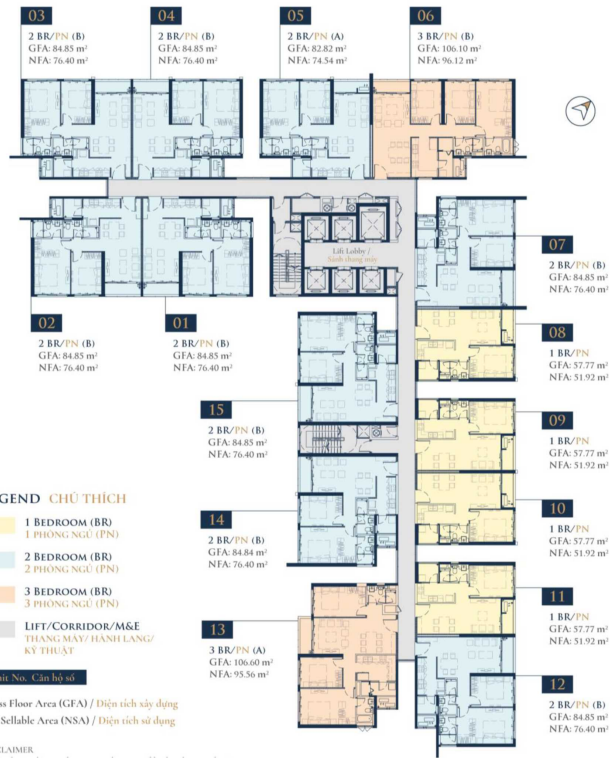 03
2 BR/PN (B)
GFA: 84.85 m²
NFA: 76.40 m²
04
2 BR/PN (B)
GFA: 84.85 m²
NFA: 76.40 m²
05
2 BR/PN (A)
GFA: 82.82 m²
NFA: 74.54 m²
06
3 BR/PN (B)
GFA: 106.10 m²
NFA: 96.12 m²
Lift Lobby /
Sảnh thang máy
07
2 BR/PN (B)
GFA: 84.85 m²
NFA: 76.40 m²
02
2 BR/PN (B)
GFA: 84.85 m²
NFA: 76.40 m²
01
2 BR/PN (B)
GFA: 84.85 m²
NFA: 76.40 m²
08
1 BR/PN
GFA: 57.77 m²
NFA: 51.92 m²
15
2 BR/PN (B)
GFA: 84.85 m²
NFA: 76.40 m²
09
1 BR/PN
GFA: 57.77 m²
NFA: 51.92 m²
14
2 BR/PN (B)
GFA: 84.84 m²
NFA: 76.40 m²
10
1 BR/PN
GFA: 57.77 m²
NFA: 51.92 m²
11
1 BR/PN
GFA: 57.77 m²
NFA: 51.92 m²
13
3 BR/PN (A)
GFA: 106.60 m²
NFA: 95.56 m²
12
2 BR/PN (B)
GFA: 84.85 m²
NFA: 76.40 m²
GEND CHÚ THÍCH
1 BEDROOM (BR)
1 PHÒNG NGỦ (PN)
2 BEDROOM (BR)
2 PHÒNG NGỦ (PN)
3 BEDROOM (BR)
3 PHÒNG NGỦ (PN)
LIFT/CORRIDOR/M&E
THANG MÁY/ HÀNH LANG/
KỸ THUẬT
nit No. Căn hộ số
ss Floor Area (GFA) / Diện tích xây dựng
Sellable Area (NSA) / Diện tích sử dụng
CLAIMER